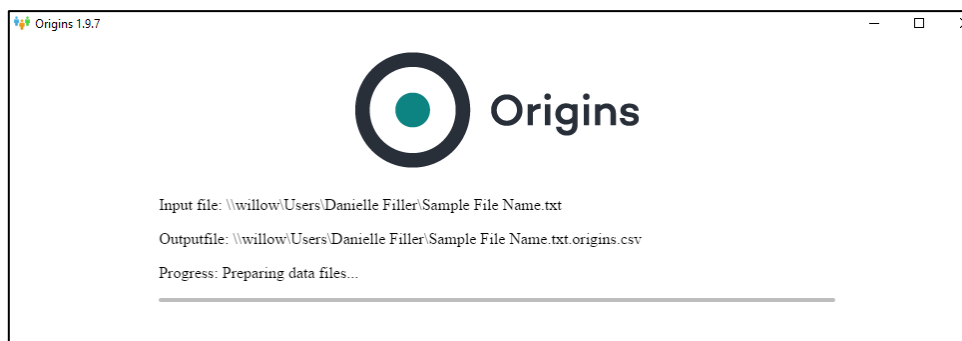 Origins 1.9.7
Origins
Input file: \\willow\Users\Danielle Filler\Sample File Name.txt
Outputfile: \\willow\Users\Danielle Filler\Sample File Name.txt.origins.csv
Progress: Preparing data files...